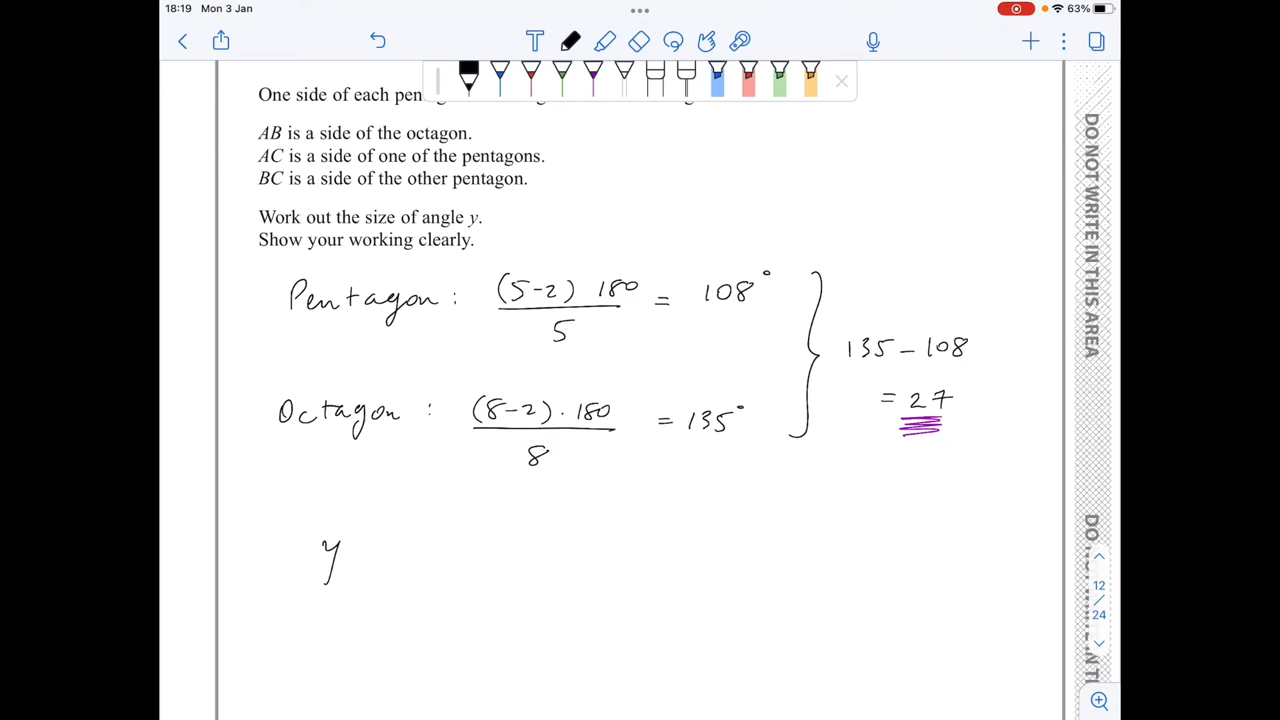 18:19 Mon 3 Jan
63%
One side of each pen
AB is a side of the octagon.
AC is a side of one of the pentagons.
BC is a side of the other pentagon.
Work out the size of angle y.
Show your working clearly.
Pentagon : (5-2) 180 / 5 = 108°
135 - 108
= 27
Octagon : (8-2) . 180 / 8 = 135°
y
DO NOT WRITE IN THIS AREA
12
/
24